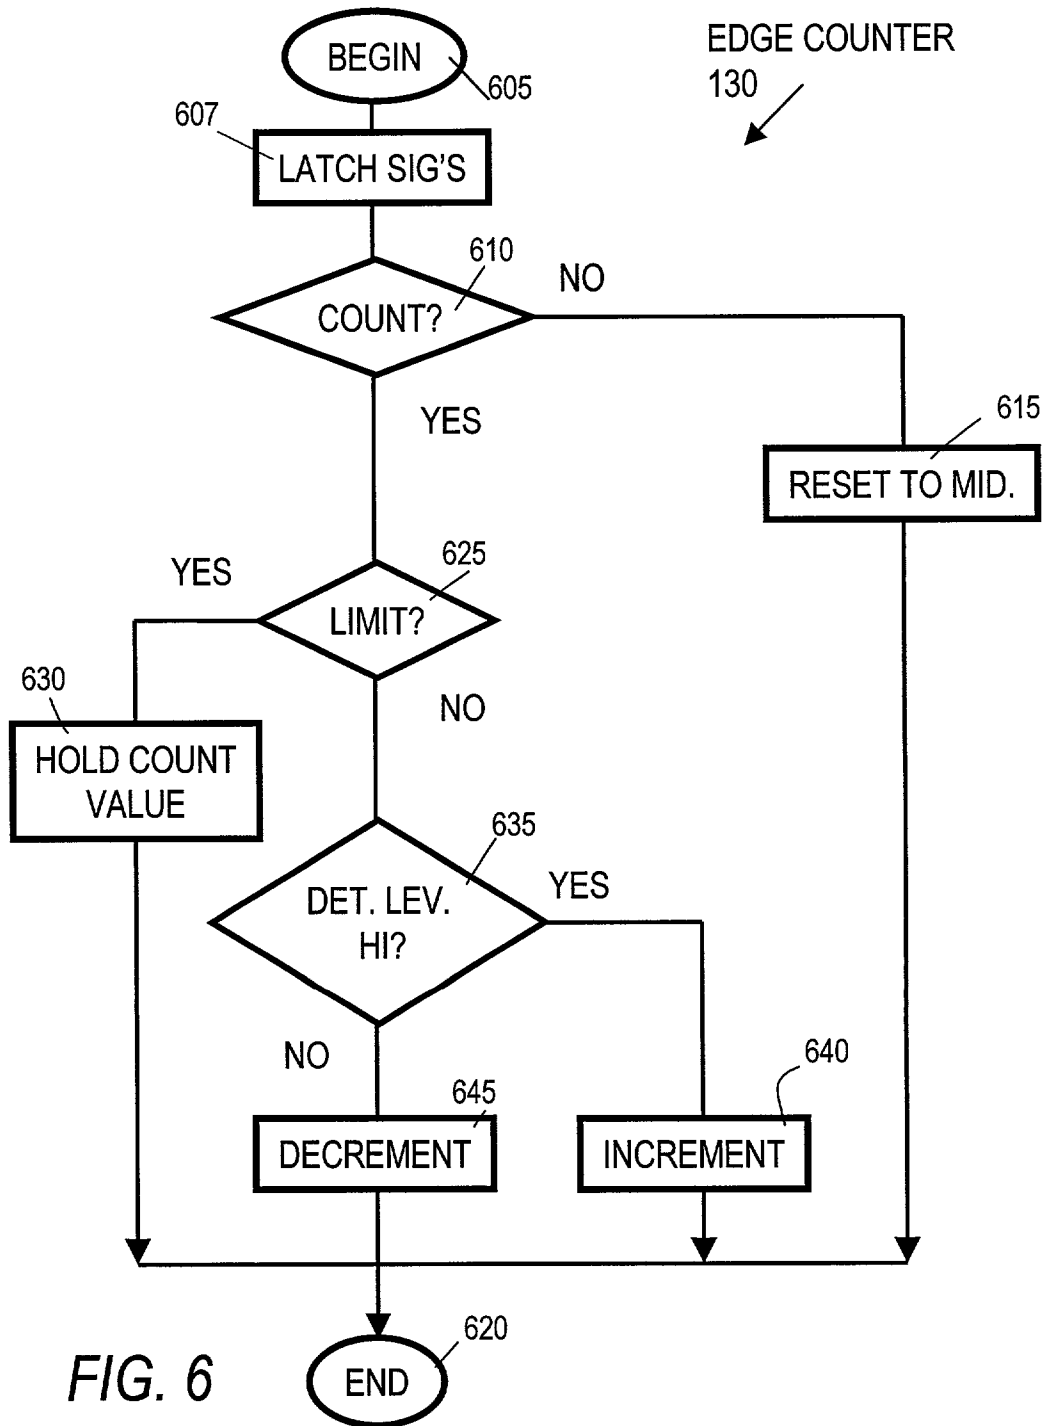 BEGIN
605
EDGE COUNTER
130
607
LATCH SIG'S
610
COUNT?
NO
YES
615
RESET TO MID.
625
YES
LIMIT?
630
NO
HOLD COUNT
VALUE
635
DET. LEV.
HI?
YES
NO
640
645
DECREMENT
INCREMENT
620
END
FIG. 6